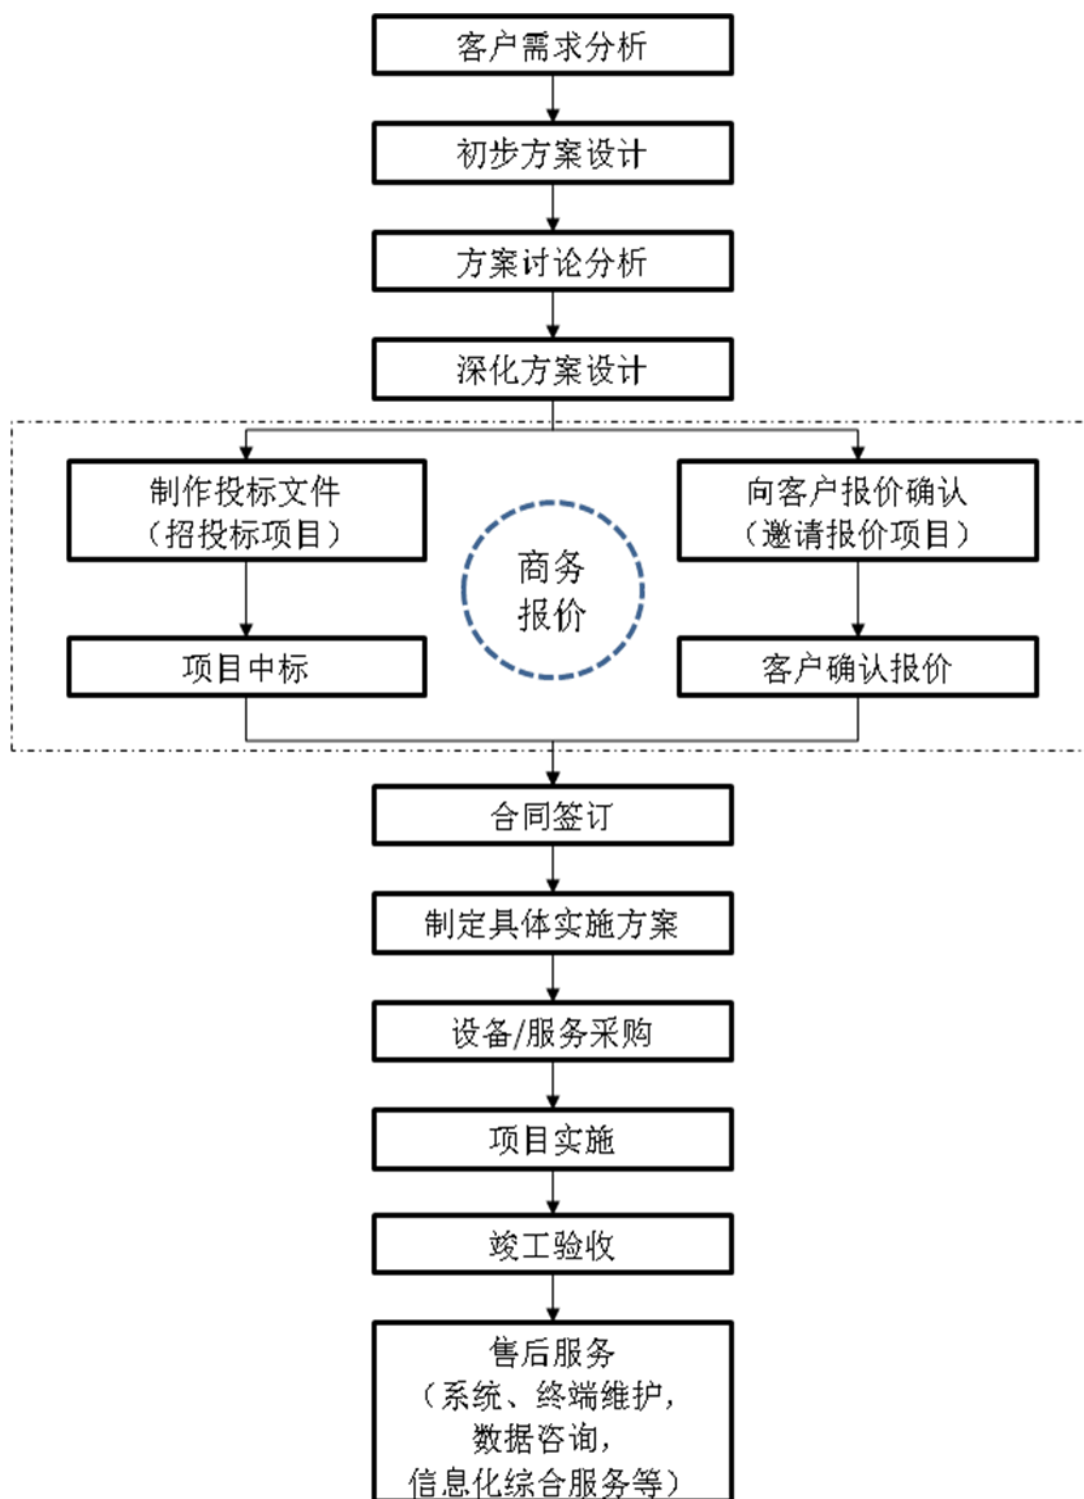 客户需求分析
初步方案设计
方案讨论分析
深化方案设计
制作投标文件
（招投标项目）
向客户报价确认
（邀请报价项目）
商务
报价
项目中标
客户确认报价
合同签订
制定具体实施方案
设备/服务采购
项目实施
竣工验收
售后服务
（系统、终端维护，
数据咨询，
信息化综合服务等）